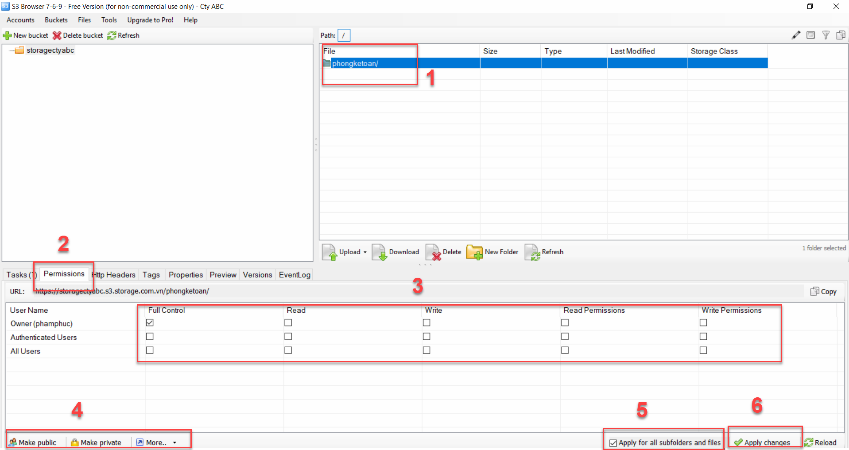 S3 Browser 7-6-9 - Free Version (for non-commercial use only) - Cty ABC
Accounts Buckets Files Tools Upgrade to Pro! Help
New bucket Delete bucket Refresh
Path: /
storagectyabc
File Size Type Last Modified Storage Class
phongketoan/
1
Upload Download Delete New Folder Refresh
1 folder selected
2
Tasks (1) Permissions Http Headers Tags Properties Preview Versions EventLog
3
URL: https://storagectyabc.s3.storage.com.vn/phongketoan/
Copy
User Name Full Control Read Write Read Permissions Write Permissions
Owner (phamphuc)
Authenticated Users
All Users
4
5
6
Make public Make private More.. Apply for all subfolders and files Apply changes Reload